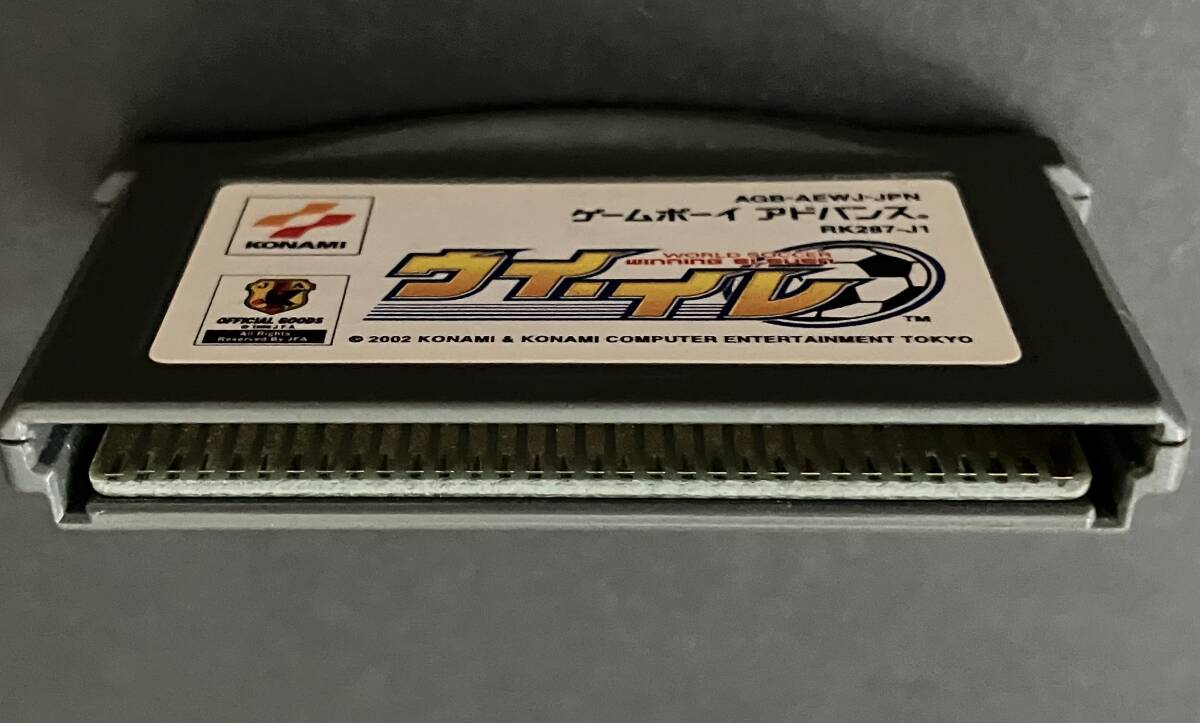 KONAMI
AGB-AEWJ-JPN
ゲームボーイ アドバンス®
RK287-J1
WORLD SOCCER
Winning Eleven
ウイイレ
TM
J F A
OFFICIAL GOODS
All Rights
Reserved By JFA
© 2002 KONAMI & KONAMI COMPUTER ENTERTAINMENT TOKYO